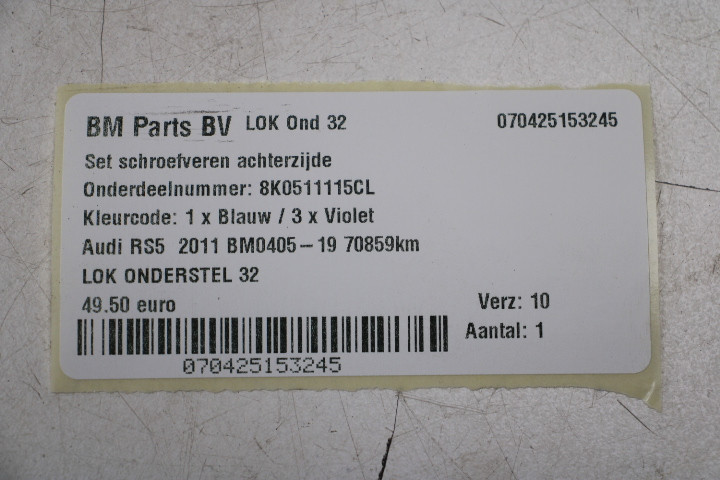 BM Parts BV LOK Ond 32 070425153245
Set schroefveren achterzijde
Onderdeelnummer: 8K0511115CL
Kleurcode: 1 x Blauw / 3 x Violet
Audi RS5 2011 BM0405-19 70859km
LOK ONDERSTEL 32
49.50 euro Verz: 10
Aantal: 1
070425153245